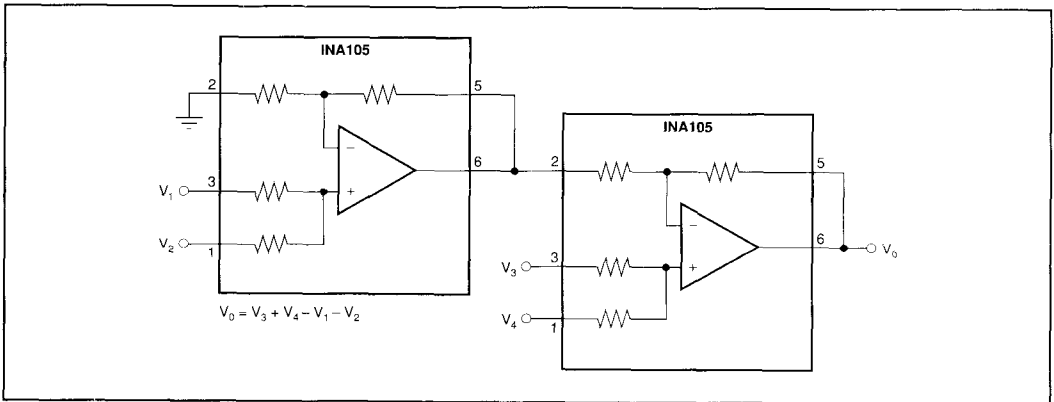 INA105
2
5
−
6
3
+
V₁
V₂
1
V₀ = V₃ + V₄ − V₁ − V₂
INA105
2
5
−
6
V₀
3
+
V₃
V₄
1